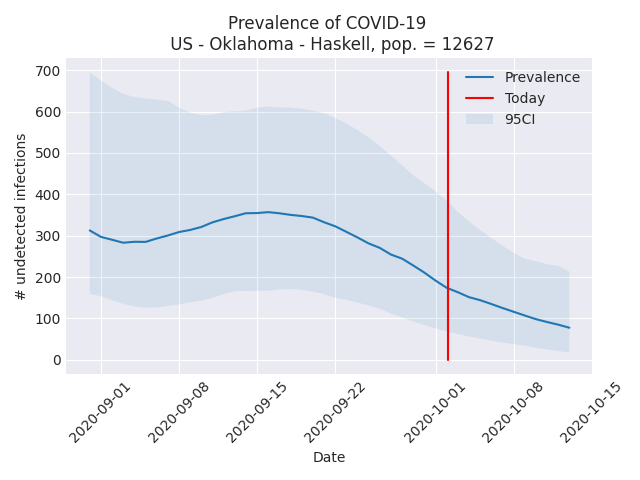 Prevalence of COVID-19
US - Oklahoma - Haskell, pop. = 12627
700
600
500
400
300
200
100
0
# undetected infections
Prevalence
Today
95CI
2020-09-01
2020-09-08
2020-09-15
2020-09-22
2020-10-01
2020-10-08
2020-10-15
Date